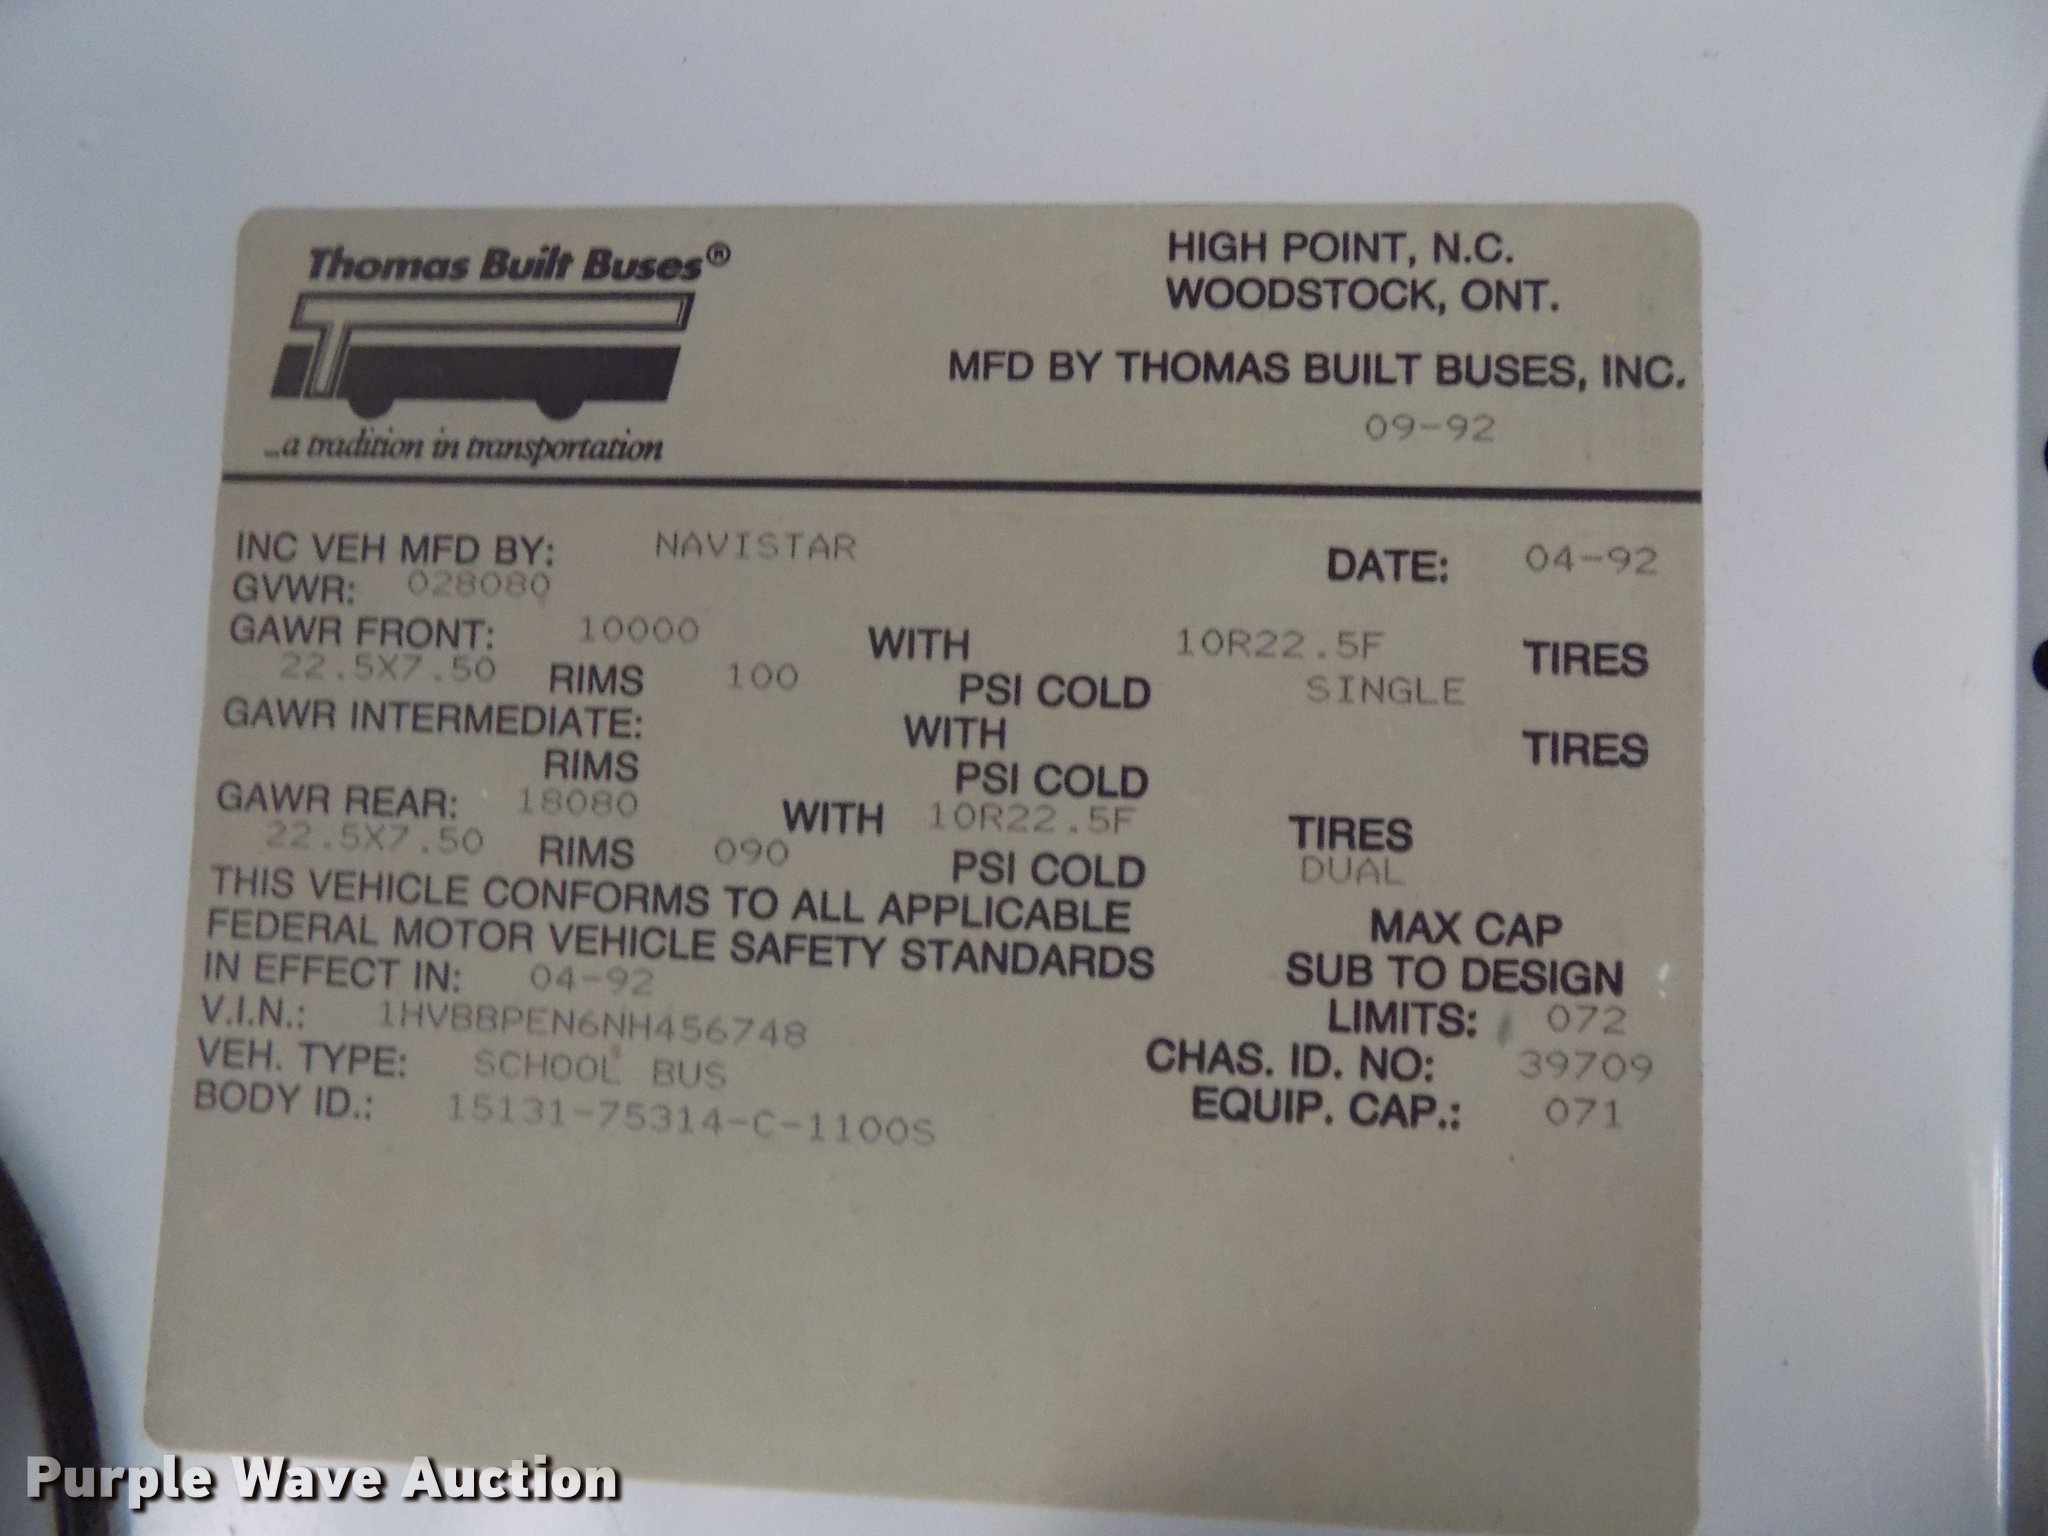 Thomas Built Buses®
...a tradition in transportation
HIGH POINT, N.C.
WOODSTOCK, ONT.
MFD BY THOMAS BUILT BUSES, INC.
09-92
INC VEH MFD BY: NAVISTAR DATE: 04-92
GVWR: 028080
GAWR FRONT: 10000 WITH 10R22.5F TIRES
22.5X7.50 RIMS 100 PSI COLD SINGLE
GAWR INTERMEDIATE: WITH TIRES
RIMS PSI COLD
GAWR REAR: 18080 WITH 10R22.5F TIRES
22.5X7.50 RIMS 090 PSI COLD DUAL
THIS VEHICLE CONFORMS TO ALL APPLICABLE
FEDERAL MOTOR VEHICLE SAFETY STANDARDS
IN EFFECT IN: 04-92
V.I.N.: 1HVBBPEN6NH456748
VEH. TYPE: SCHOOL BUS
BODY ID.: 15131-75314-C-1100S
MAX CAP
SUB TO DESIGN
LIMITS: 072
CHAS. ID. NO: 39709
EQUIP. CAP.: 071
Purple Wave Auction